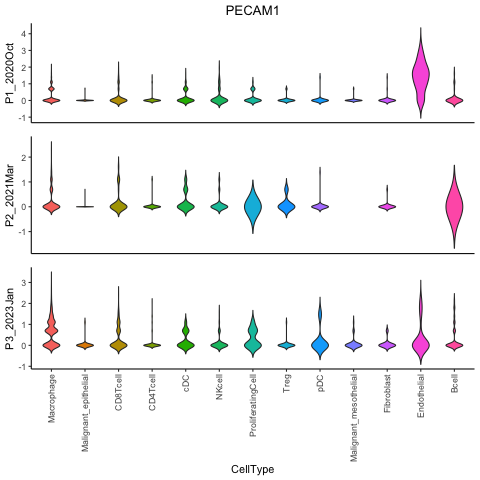 PECAM1
P1_2020Oct
4
3
2
1
0
-1
P2_2021Mar
2
1
0
-1
P3_2023Jan
3
2
1
0
-1
Macrophage
Malignant_epithelial
CD8Tcell
CD4Tcell
cDC
NKcell
ProliferatingCell
Treg
pDC
Malignant_mesothelial
Fibroblast
Endothelial
Bcell
CellType